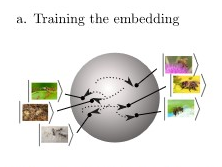 a. Training the embedding